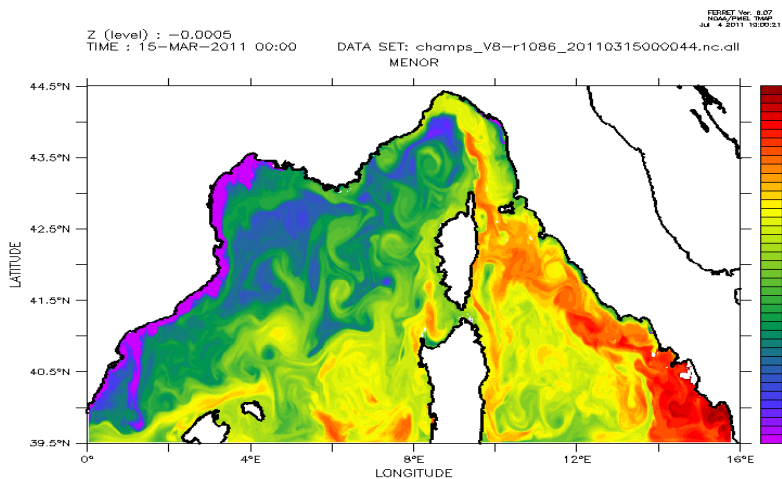 FERRET Ver. 6.07
NOAA/PMEL TMAP
Jul 4 2011 10:00:21
Z (level) : -0.0005
TIME : 15-MAR-2011 00:00 DATA SET: champs_V8-r1086_20110315000044.nc.all
MENOR
44.5°N
43.5°N
42.5°N
41.5°N
40.5°N
39.5°N
LATITUDE
0° 4°E 8°E 12°E 16°E
LONGITUDE